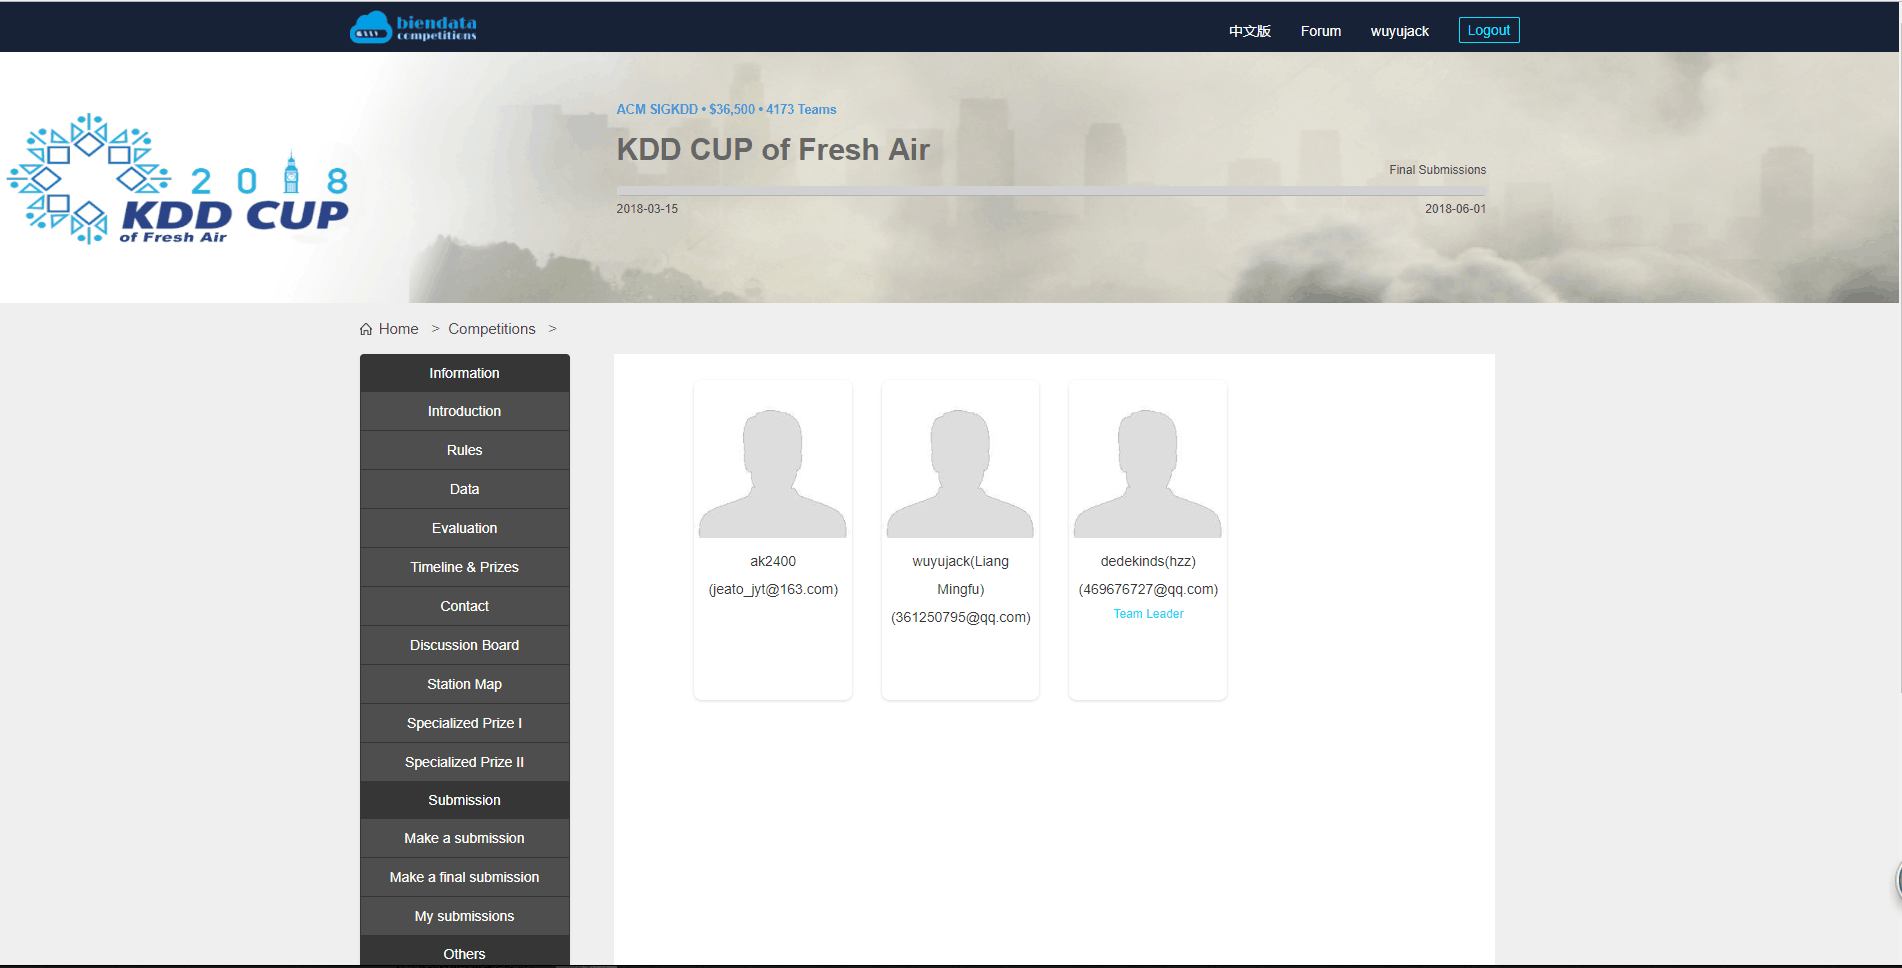 biendata
competitions
中文版
Forum
wuyujack
Logout
ACM SIGKDD • $36,500 • 4173 Teams
KDD CUP of Fresh Air
Final Submissions
2018-03-15
2018-06-01
2018
KDD CUP
of Fresh Air
Home > Competitions >
Information
Introduction
Rules
Data
Evaluation
Timeline & Prizes
Contact
Discussion Board
Station Map
Specialized Prize I
Specialized Prize II
Submission
Make a submission
Make a final submission
My submissions
Others
ak2400
(jeato_jyt@163.com)
wuyujack(Liang
Mingfu)
(361250795@qq.com)
dedekinds(hzz)
(469676727@qq.com)
Team Leader